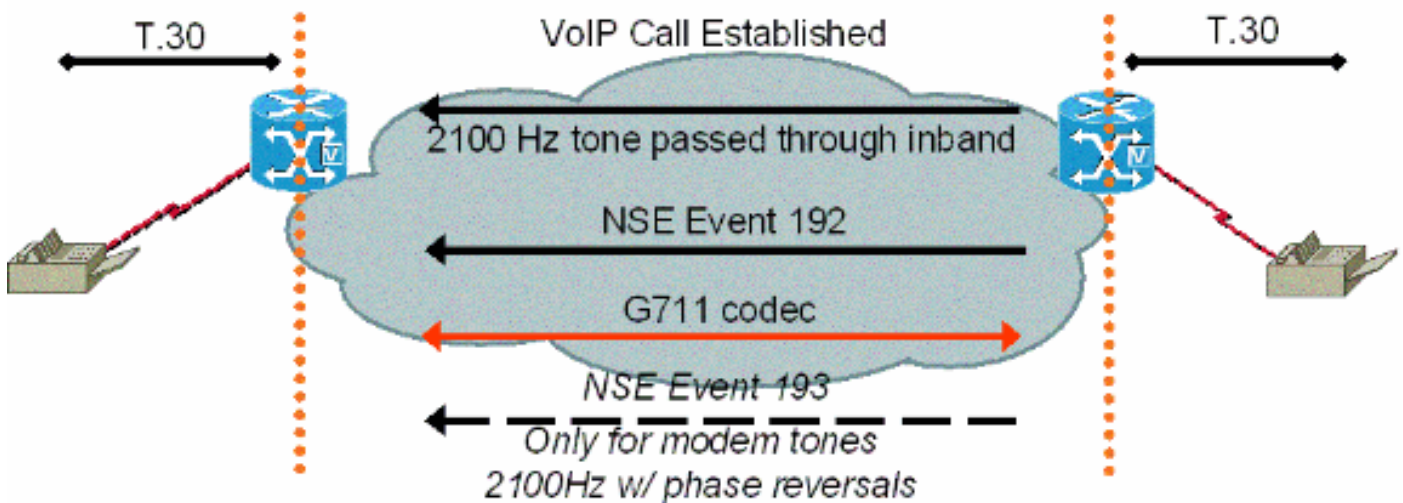 T.30
VoIP Call Established
T.30
2100 Hz tone passed through inband
V
V
NSE Event 192
G711 codec
NSE Event 193
Only for modem tones
2100Hz w/ phase reversals